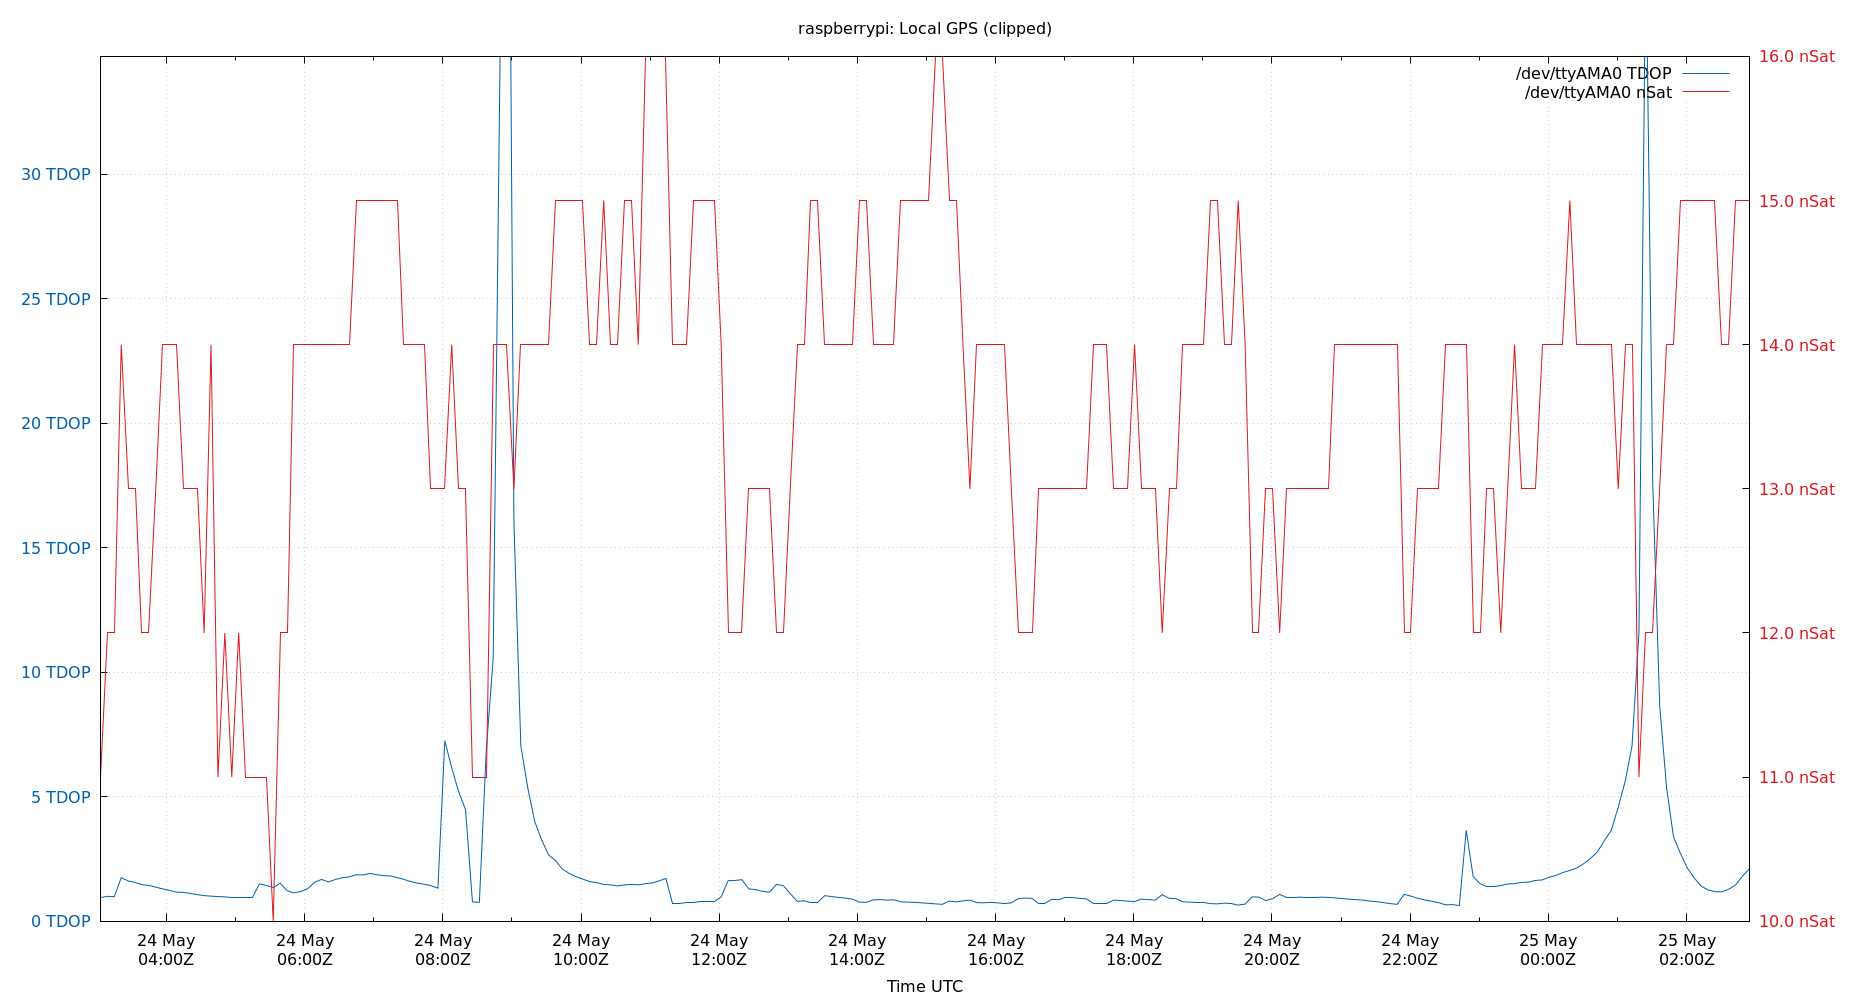 raspberrypi: Local GPS (clipped)
/dev/ttyAMA0 TDOP
/dev/ttyAMA0 nSat
30 TDOP
25 TDOP
20 TDOP
15 TDOP
10 TDOP
5 TDOP
0 TDOP
16.0 nSat
15.0 nSat
14.0 nSat
13.0 nSat
12.0 nSat
11.0 nSat
10.0 nSat
24 May
04:00Z
24 May
06:00Z
24 May
08:00Z
24 May
10:00Z
24 May
12:00Z
24 May
14:00Z
24 May
16:00Z
24 May
18:00Z
24 May
20:00Z
24 May
22:00Z
25 May
00:00Z
25 May
02:00Z
Time UTC